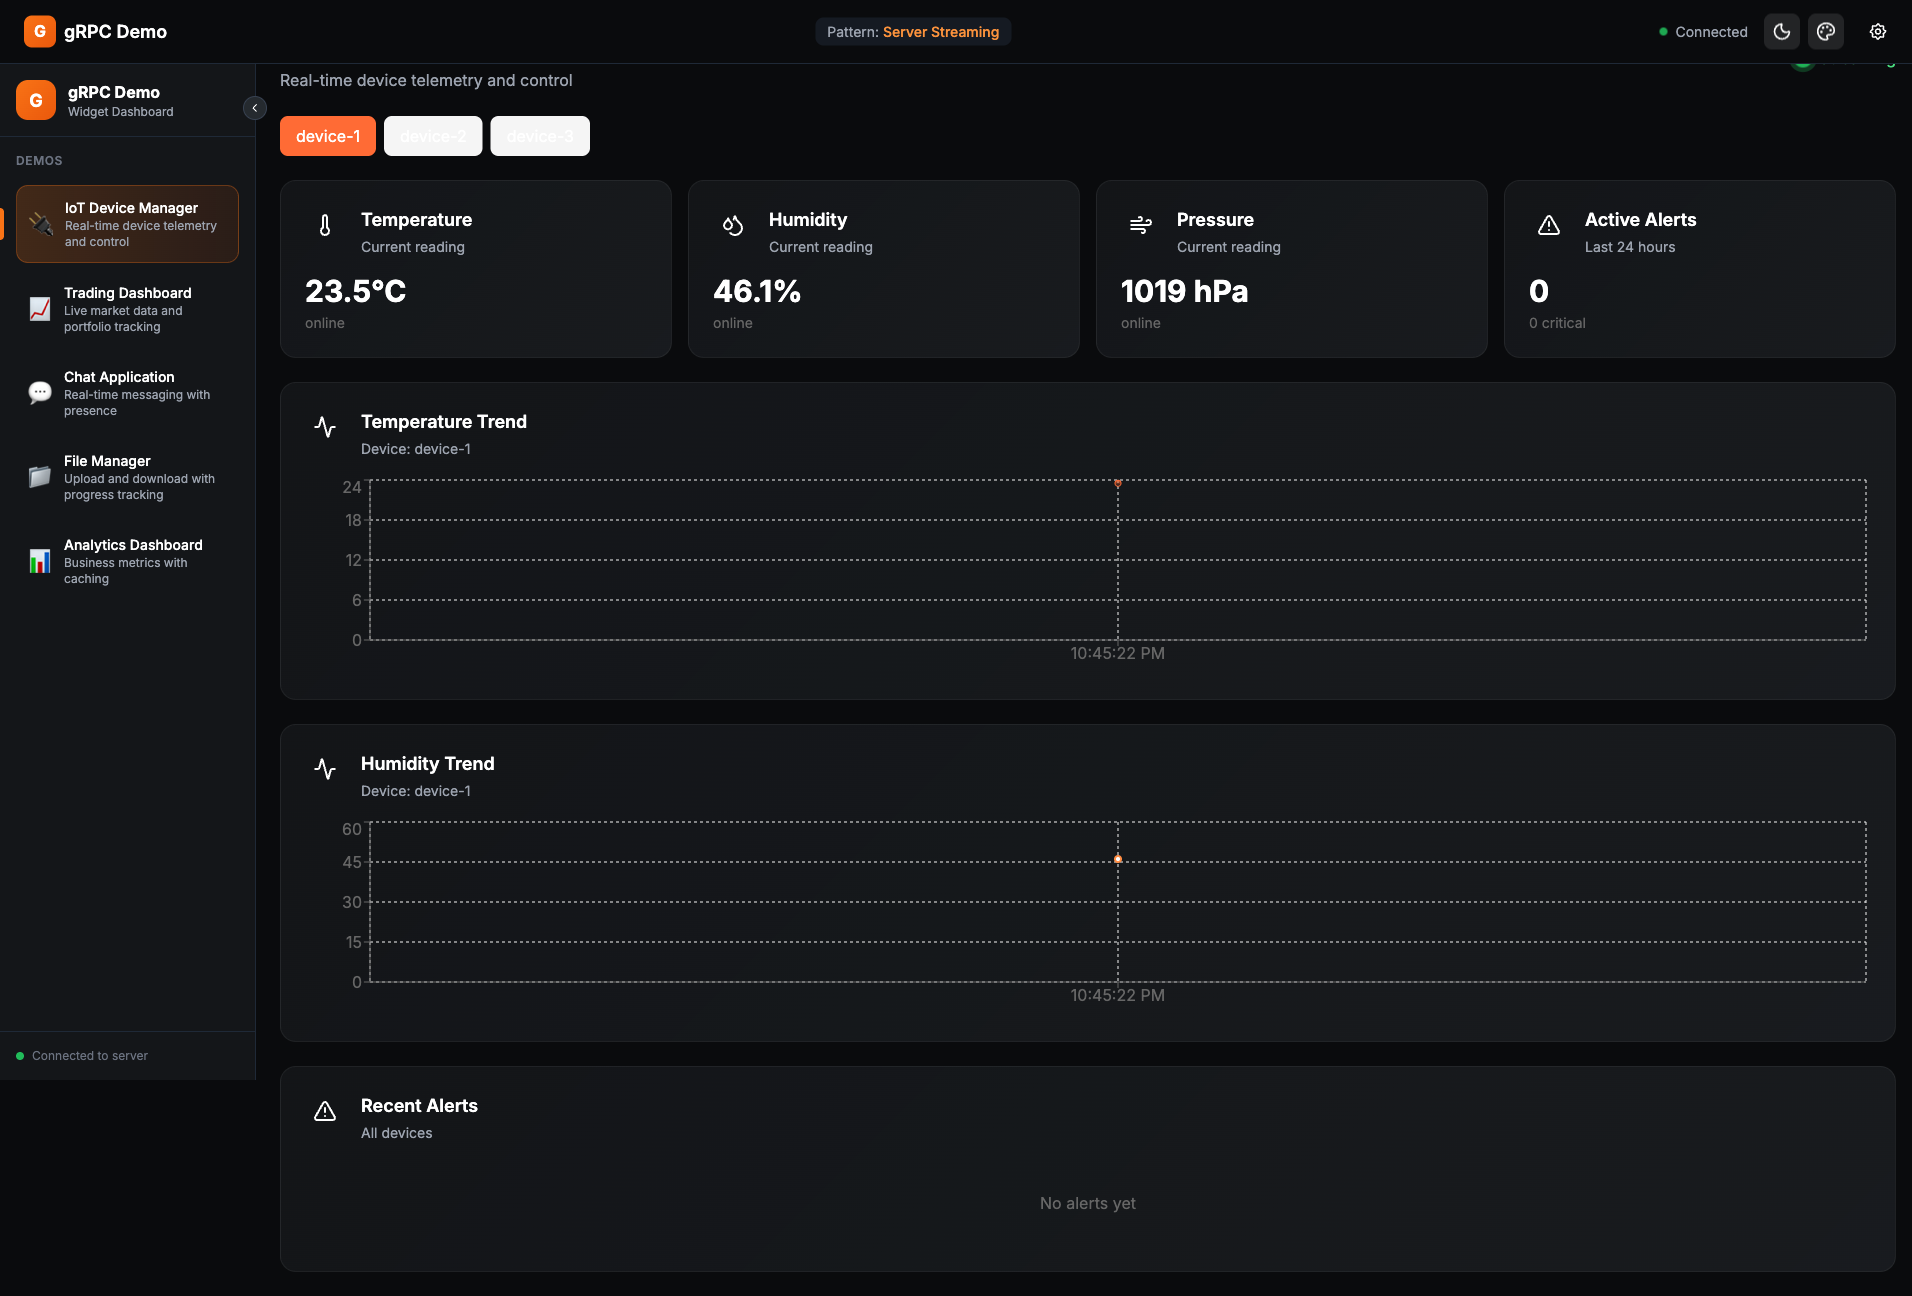 G gRPC Demo
Pattern: Server Streaming
Connected
G
gRPC Demo
Widget Dashboard
DEMOS
IoT Device Manager
Real-time device telemetry
and control
Trading Dashboard
Live market data and
portfolio tracking
Chat Application
Real-time messaging with
presence
File Manager
Upload and download with
progress tracking
Analytics Dashboard
Business metrics with
caching
Connected to server
Real-time device telemetry and control
device-1 device-2 device-3
Temperature
Current reading
23.5°C
online
Humidity
Current reading
46.1%
online
Pressure
Current reading
1019 hPa
online
Active Alerts
Last 24 hours
0
0 critical
Temperature Trend
Device: device-1
24
18
12
6
0
10:45:22 PM
Humidity Trend
Device: device-1
60
45
30
15
0
10:45:22 PM
Recent Alerts
All devices
No alerts yet